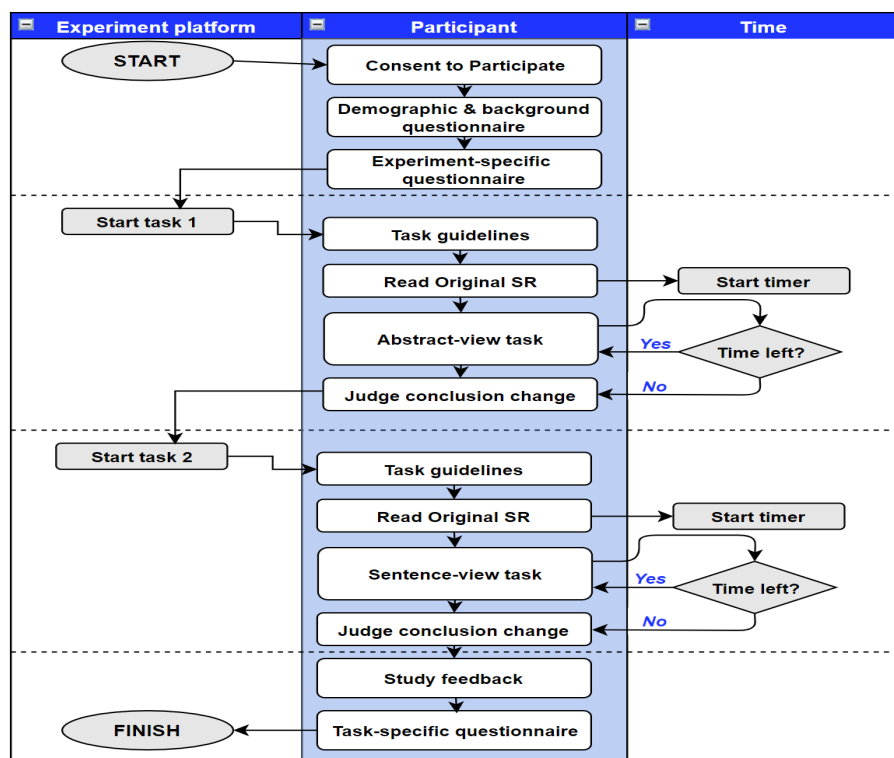 Experiment platform
Participant
Time
START
Consent to Participate
Demographic & background
questionnaire
Experiment-specific
questionnaire
Start task 1
Task guidelines
Read Original SR
Start timer
Abstract-view task
Yes
Time left?
Judge conclusion change
No
Start task 2
Task guidelines
Read Original SR
Start timer
Sentence-view task
Yes
Time left?
Judge conclusion change
No
Study feedback
FINISH
Task-specific questionnaire